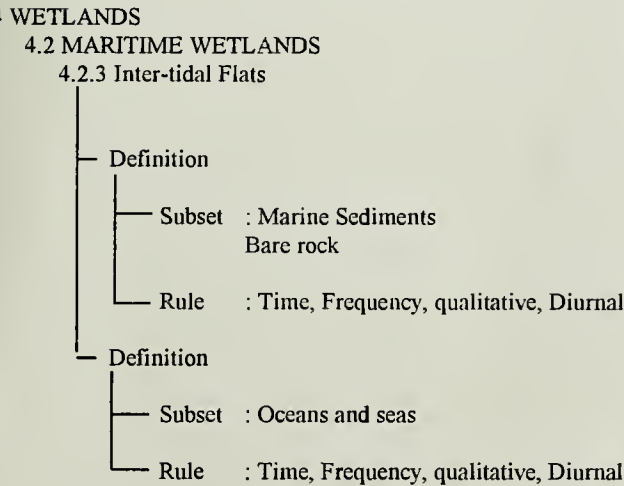 WETLANDS
4.2 MARITIME WETLANDS
4.2.3 Inter-tidal Flats
Definition
Subset : Marine Sediments
Bare rock
Rule : Time, Frequency, qualitative, Diurnal
Definition
Subset : Oceans and seas
Rule : Time, Frequency, qualitative, Diurnal